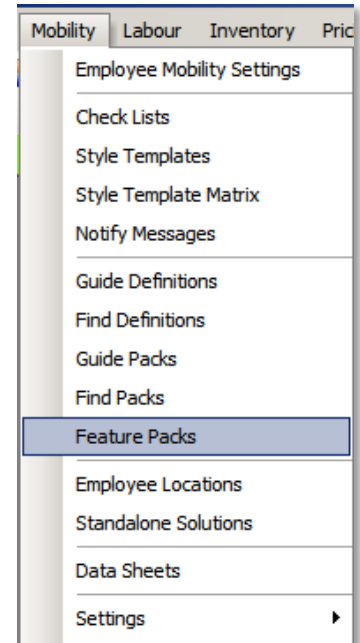 Mobility Labour Inventory Pric
Employee Mobility Settings
Check Lists
Style Templates
Style Template Matrix
Notify Messages
Guide Definitions
Find Definitions
Guide Packs
Find Packs
Feature Packs
Employee Locations
Standalone Solutions
Data Sheets
Settings